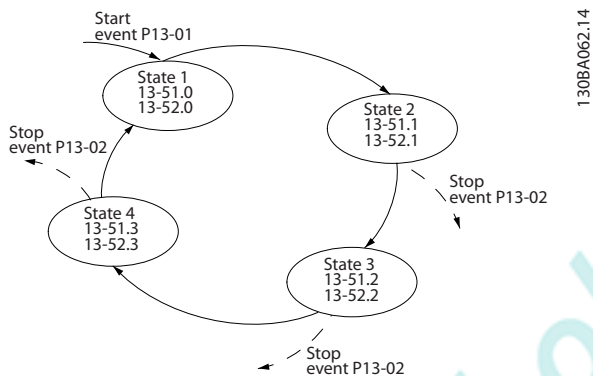 Start
event P13-01
State 1
13-51.0
13-52.0
State 2
13-51.1
13-52.1
Stop
event P13-02
Stop
event P13-02
State 4
13-51.3
13-52.3
State 3
13-51.2
13-52.2
Stop
event P13-02
130BA062.14